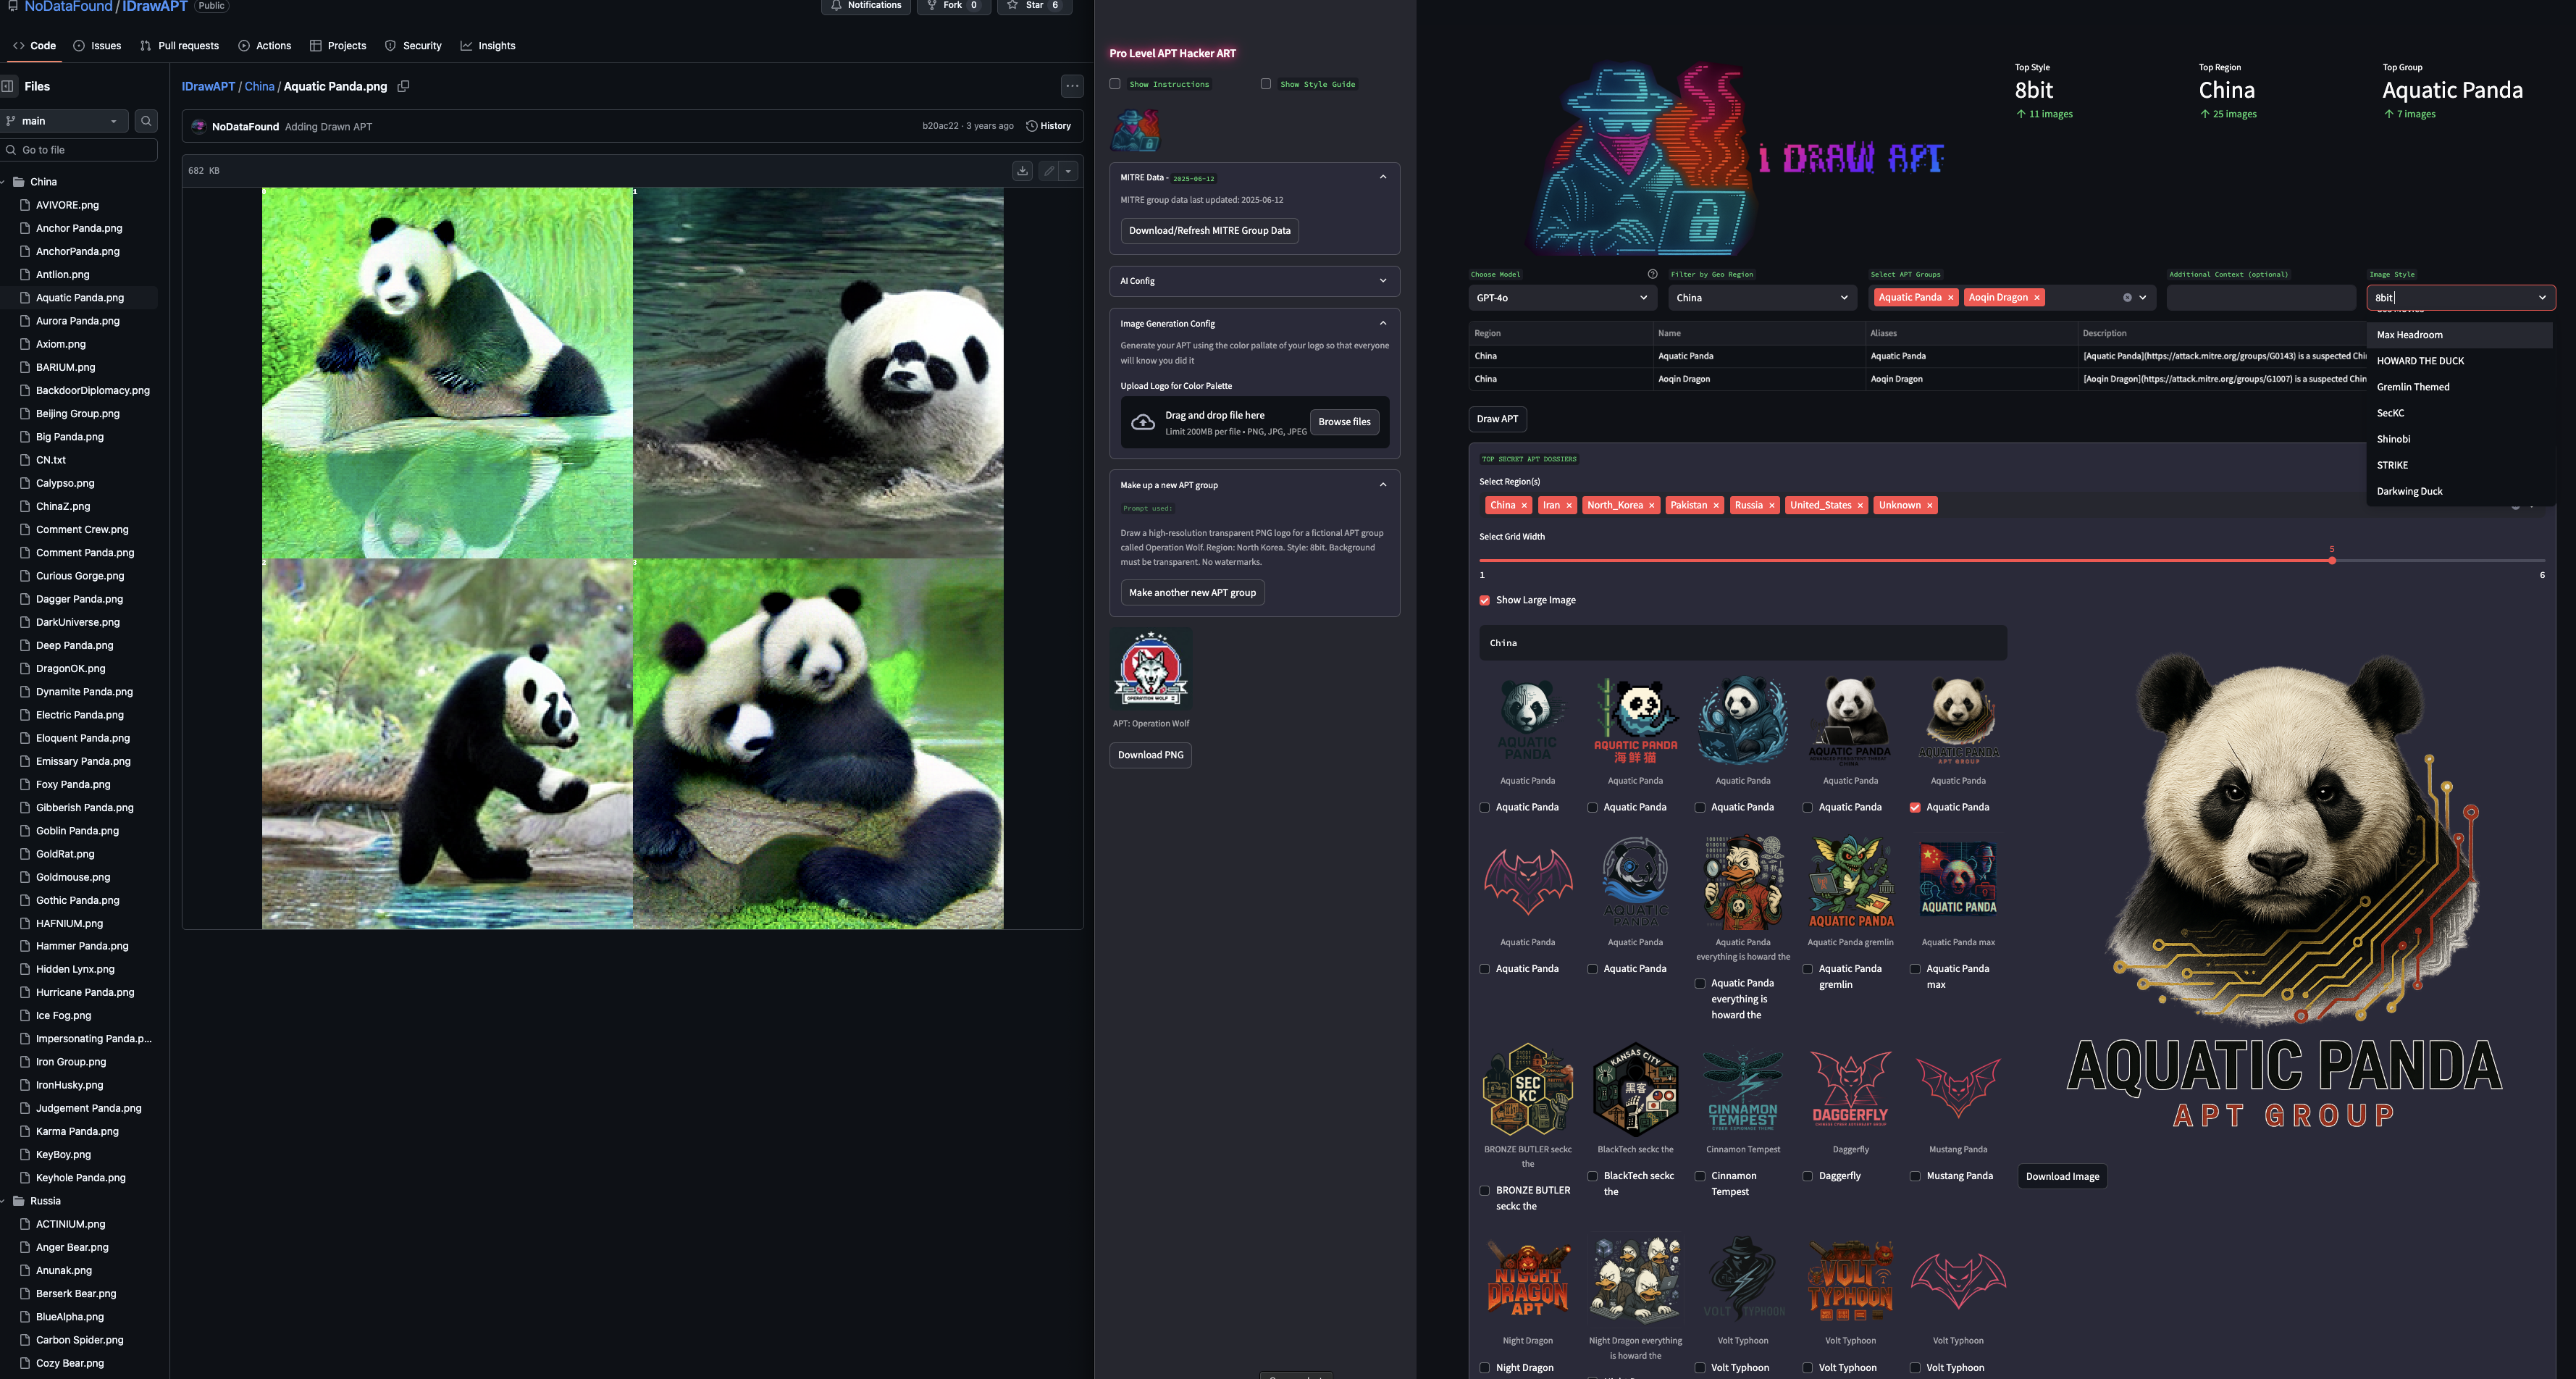 NoDataFound / IDrawAPT Public
Notifications
Fork 0
Star 6
Code
Issues
Pull requests
Actions
Projects
Security
Insights
Files
main
Go to file
China
AVIVORE.png
Anchor Panda.png
AnchorPanda.png
Antlion.png
Aquatic Panda.png
Aurora Panda.png
Axiom.png
BARIUM.png
BackdoorDiplomacy.png
Beijing Group.png
Big Panda.png
CN.txt
Calypso.png
ChinaZ.png
Comment Crew.png
Comment Panda.png
Curious Gorge.png
Dagger Panda.png
DarkUniverse.png
Deep Panda.png
DragonOK.png
Dynamite Panda.png
Electric Panda.png
Eloquent Panda.png
Emissary Panda.png
Foxy Panda.png
Gibberish Panda.png
Goblin Panda.png
GoldRat.png
Goldmouse.png
Gothic Panda.png
HAFNIUM.png
Hammer Panda.png
Hidden Lynx.png
Hurricane Panda.png
Ice Fog.png
Impersonating Panda.p...
Iron Group.png
IronHusky.png
Judgement Panda.png
Karma Panda.png
KeyBoy.png
Keyhole Panda.png
Russia
ACTINIUM.png
Anger Bear.png
Anunak.png
Berserk Bear.png
BlueAlpha.png
Carbon Spider.png
Cozy Bear.png
IDrawAPT / China / Aquatic Panda.png
NoDataFound Adding Drawn APT
b20ac22 · 3 years ago
History
682 KB
1
2
3
Pro Level APT Hacker ART
Show Instructions
Show Style Guide
MITRE Data - 2025-06-12
MITRE group data last updated: 2025-06-12
Download/Refresh MITRE Group Data
AI Config
Image Generation Config
Generate your APT using the color pallate of your logo so that everyone
will know you did it
Upload Logo for Color Palette
Drag and drop file here
Limit 200MB per file • PNG, JPG, JPEG
Browse files
Make up a new APT group
Prompt used:
Draw a high-resolution transparent PNG logo for a fictional APT group
called Operation Wolf. Region: North Korea. Style: 8bit. Background
must be transparent. No watermarks.
Make another new APT group
OPERATION WOLF
APT: Operation Wolf
Download PNG
I DRAW APT
Top Style
8bit
↑ 11 images
Top Region
China
↑ 25 images
Top Group
Aquatic Panda
↑ 7 images
Choose Model
GPT-4o
Filter by Geo Region
China
Select APT Groups
Aquatic Panda ×
Aoqin Dragon ×
Additional Context (optional)
Image Style
8bit
Max Headroom
HOWARD THE DUCK
Gremlin Themed
SecKC
Shinobi
STRIKE
Darkwing Duck
Region Name Aliases Description
China Aquatic Panda Aquatic Panda [Aquatic Panda](https://attack.mitre.org/groups/G0143) is a suspected Chi
China Aoqin Dragon Aoqin Dragon [Aoqin Dragon](https://attack.mitre.org/groups/G1007) is a suspected Chin
Draw APT
TOP SECRET APT DOSSIERS
Select Region(s)
China × Iran × North_Korea × Pakistan × Russia × United_States × Unknown ×
Select Grid Width
5
1
6
Show Large Image
China
AQUATIC
PANDA
AQUATIC PANDA
海鲜猫
AQUATIC PANDA
ADVANCED PERSISTENT THREAT
CHINA
AQUATIC PANDA
APT GROUP
Aquatic Panda
Aquatic Panda
Aquatic Panda
Aquatic Panda
Aquatic Panda
Aquatic Panda
Aquatic Panda
Aquatic Panda
Aquatic Panda
Aquatic Panda
AQUATIC
PANDA
AQUATIC PANDA
AQUATIC PANDA
Aquatic Panda
Aquatic Panda
Aquatic Panda
everything is howard the
Aquatic Panda gremlin
Aquatic Panda max
Aquatic Panda
Aquatic Panda
Aquatic Panda
everything is
howard the
Aquatic Panda
gremlin
Aquatic Panda
max
SEC
KC
KANSAS CITY
黑客
CINNAMON
TEMPEST
CYBER ESPIONAGE THEME
DAGGERFLY
BRONZE BUTLER seckc
the
BlackTech seckc the
Cinnamon Tempest
Daggerfly
Mustang Panda
BRONZE BUTLER
seckc the
BlackTech seckc
the
Cinnamon
Tempest
Daggerfly
Mustang Panda
DRAGON
APT
VOLT TYPHOON
VOLT
TYPHOON
Night Dragon
Night Dragon everything
is howard the
Volt Typhoon
Volt Typhoon
Volt Typhoon
Night Dragon
Volt Typhoon
Volt Typhoon
Volt Typhoon
AQUATIC PANDA
APT GROUP
Download Image